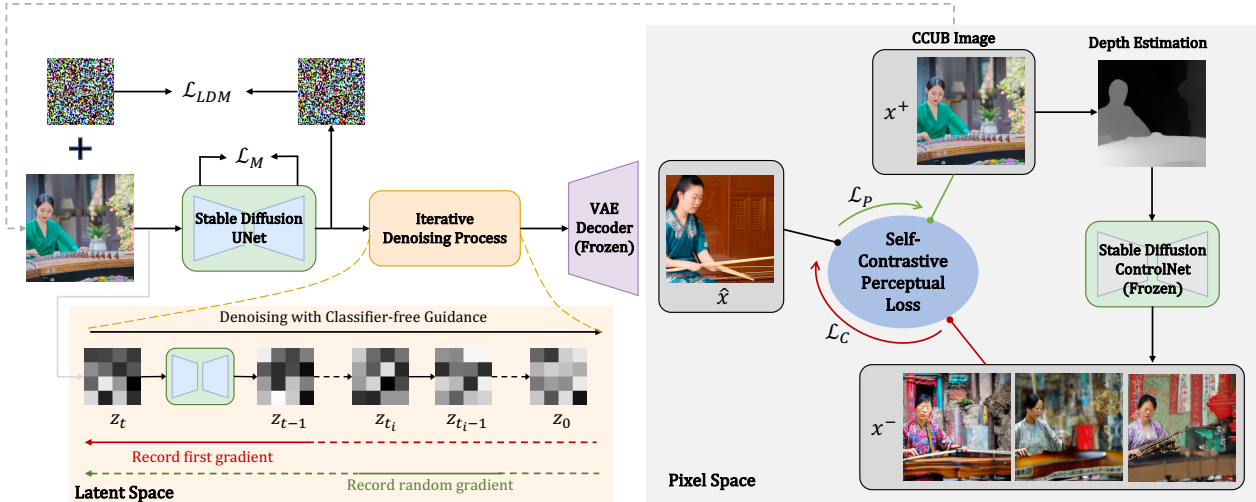 CCUB Image
Depth Estimation
ℒ_LDM
x⁺
+
ℒ_M
Stable Diffusion
UNet
Iterative
Denoising Process
VAE
Decoder
(Frozen)
ℒ_P
Self-
Contrastive
Perceptual
Loss
x̂
ℒ_C
Stable Diffusion
ControlNet
(Frozen)
Denoising with Classifier-free Guidance
z_t
z_{t−1}
z_{t_i}
z_{t_i−1}
z_0
x⁻
Record first gradient
Record random gradient
Latent Space
Pixel Space